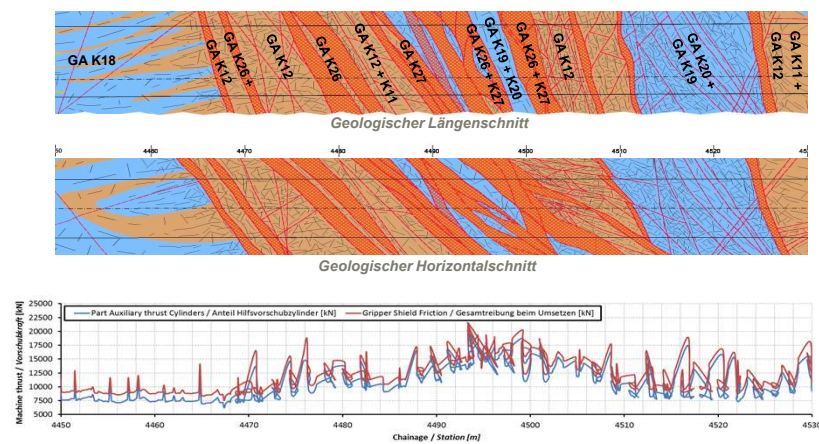 GA K18
GA K12
GA K26 +
GA K12
GA K26
GA K12 + K11
GA K27
GA K26 + K27
GA K19 + K20
GA K26 + K27
GA K12
GA K20 +
GA K19
GA K12
GA K11 +
Geologischer Längenschnitt
50 4460 4470 4480 4490 4500 4510 4520 453
Geologischer Horizontalschnitt
Machine thrust / Vorschubkraft [kN]
25000
22500
20000
17500
15000
12500
10000
7500
5000
Part Auxiliary thrust Cylinders / Anteil Hilfsvorschubzylinder [kN] Gripper Shield Friction / Gesamtreibung beim Umsetzen [kN]
4450 4460 4470 4480 4490 4500 4510 4520 4530
Chainage / Station [m]